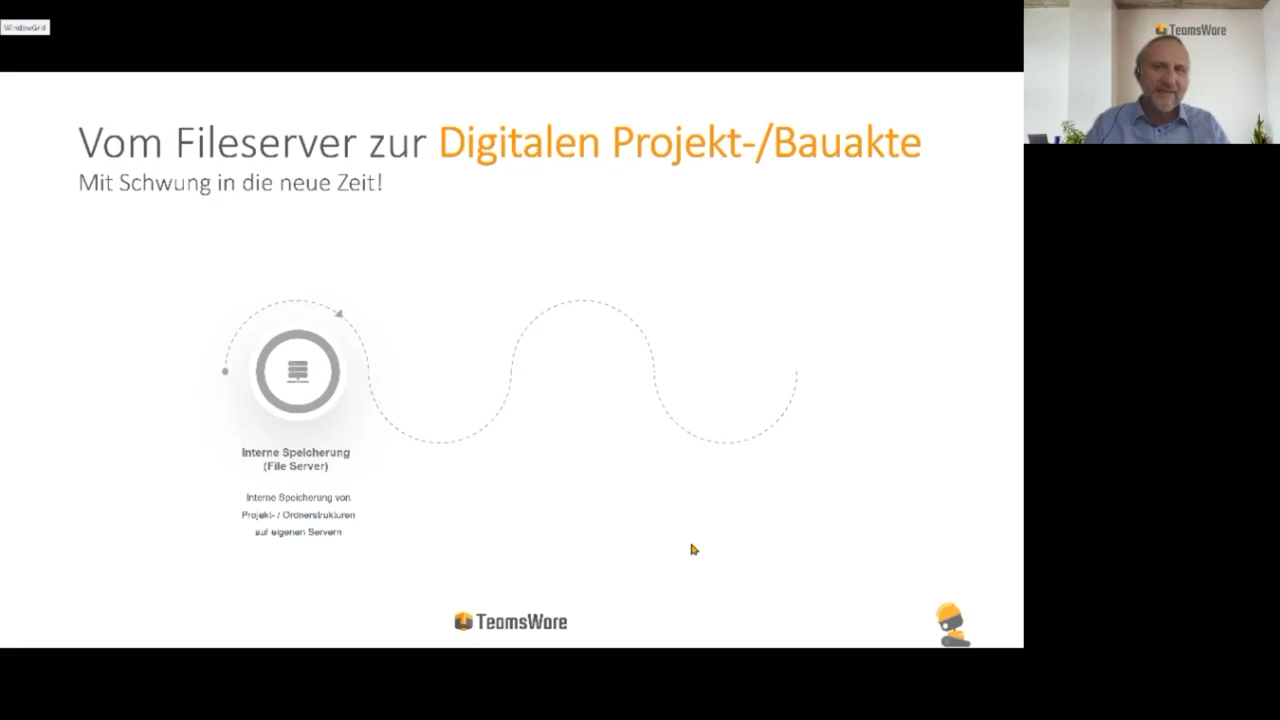 WindowGrid
TeamsWare
Vom Fileserver zur Digitalen Projekt-/Bauakte
Mit Schwung in die neue Zeit!
Interne Speicherung
(File Server)
Interne Speicherung von
Projekt- / Ordnerstrukturen
auf eigenen Servern
TeamsWare